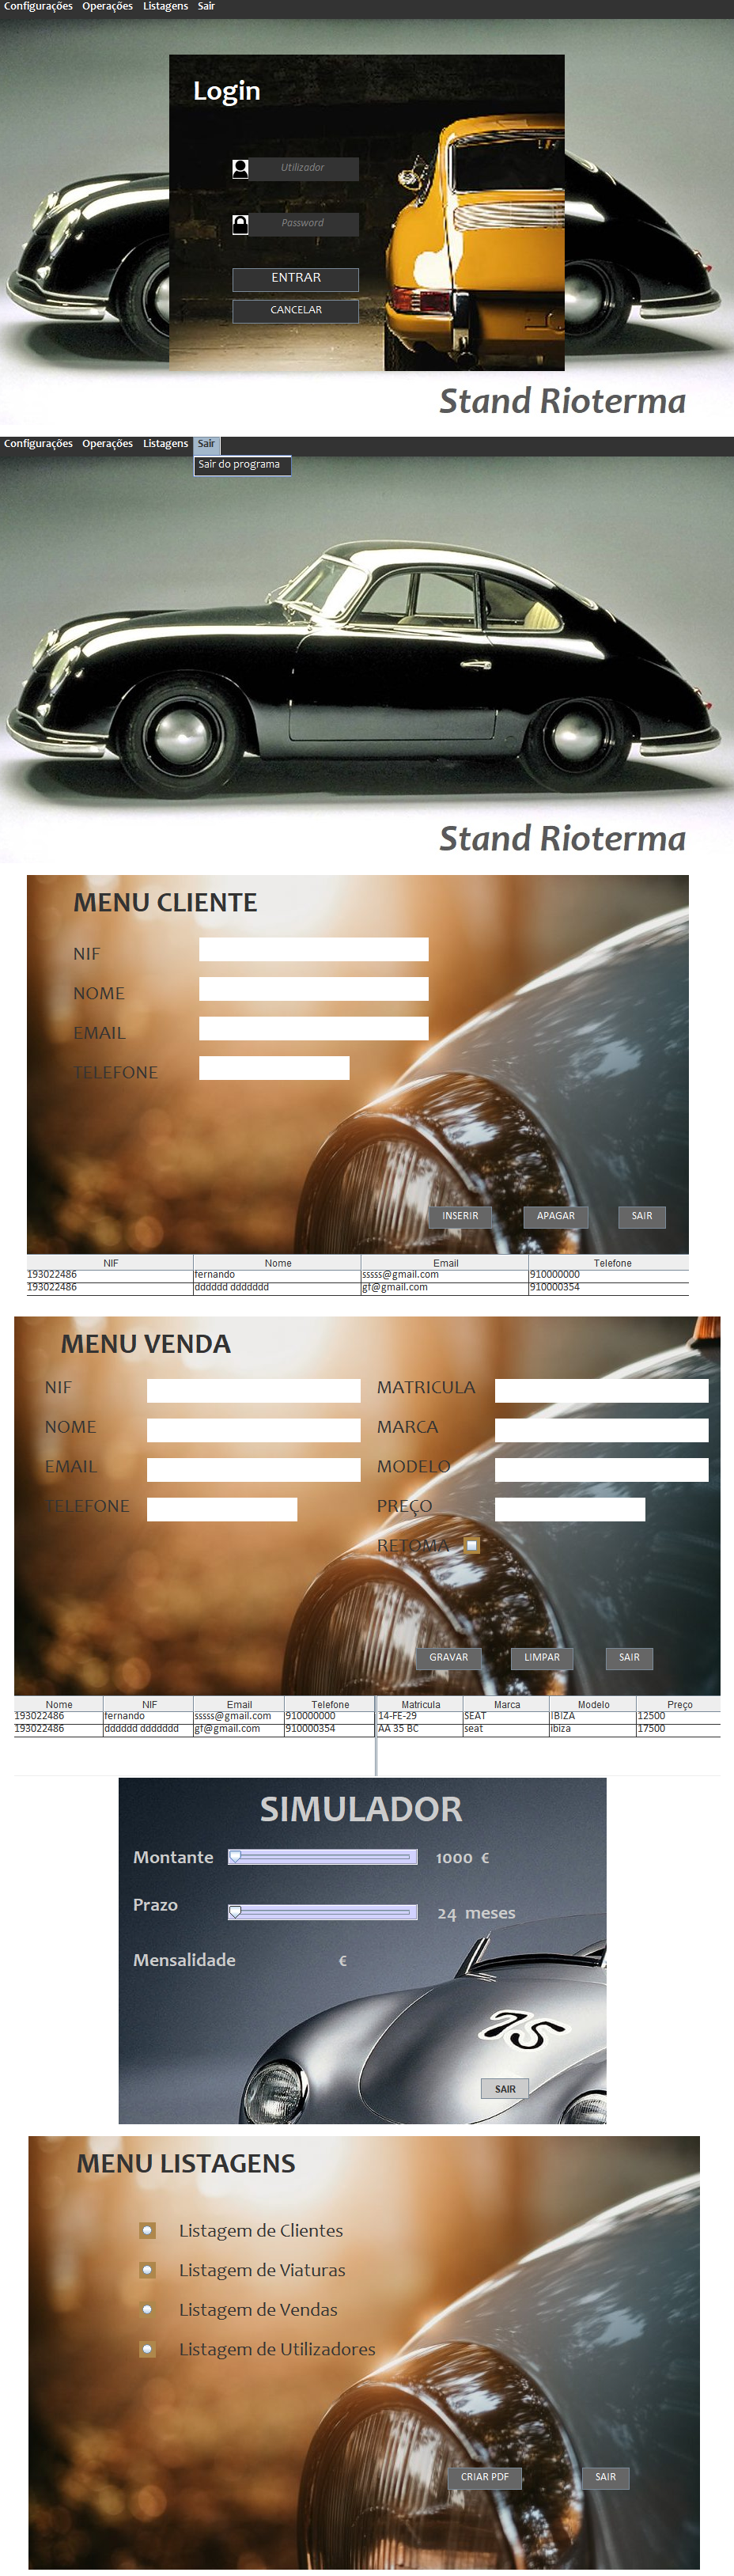 Configurações Operações Listagens Sair
Login
Utilizador
Password
ENTRAR
CANCELAR
Stand Rioterma
Configurações Operações Listagens Sair
Sair do programa
Stand Rioterma
MENU CLIENTE
NIF
NOME
EMAIL
TELEFONE
INSERIR APAGAR SAIR
NIF Nome Email Telefone
193022486 fernando sssss@gmail.com 910000000
193022486 dddddd ddddddd gf@gmail.com 910000354
MENU VENDA
NIF MATRICULA
NOME MARCA
EMAIL MODELO
TELEFONE PREÇO
RETOMA
GRAVAR LIMPAR SAIR
Nome NIF Email Telefone Matricula Marca Modelo Preço
193022486 fernando sssss@gmail.com 910000000 14-FE-29 SEAT IBIZA 12500
193022486 dddddd ddddddd gf@gmail.com 910000354 AA 35 BC seat ibiza 17500
SIMULADOR
Montante 1000 €
Prazo 24 meses
Mensalidade €
75
SAIR
MENU LISTAGENS
Listagem de Clientes
Listagem de Viaturas
Listagem de Vendas
Listagem de Utilizadores
CRIAR PDF SAIR